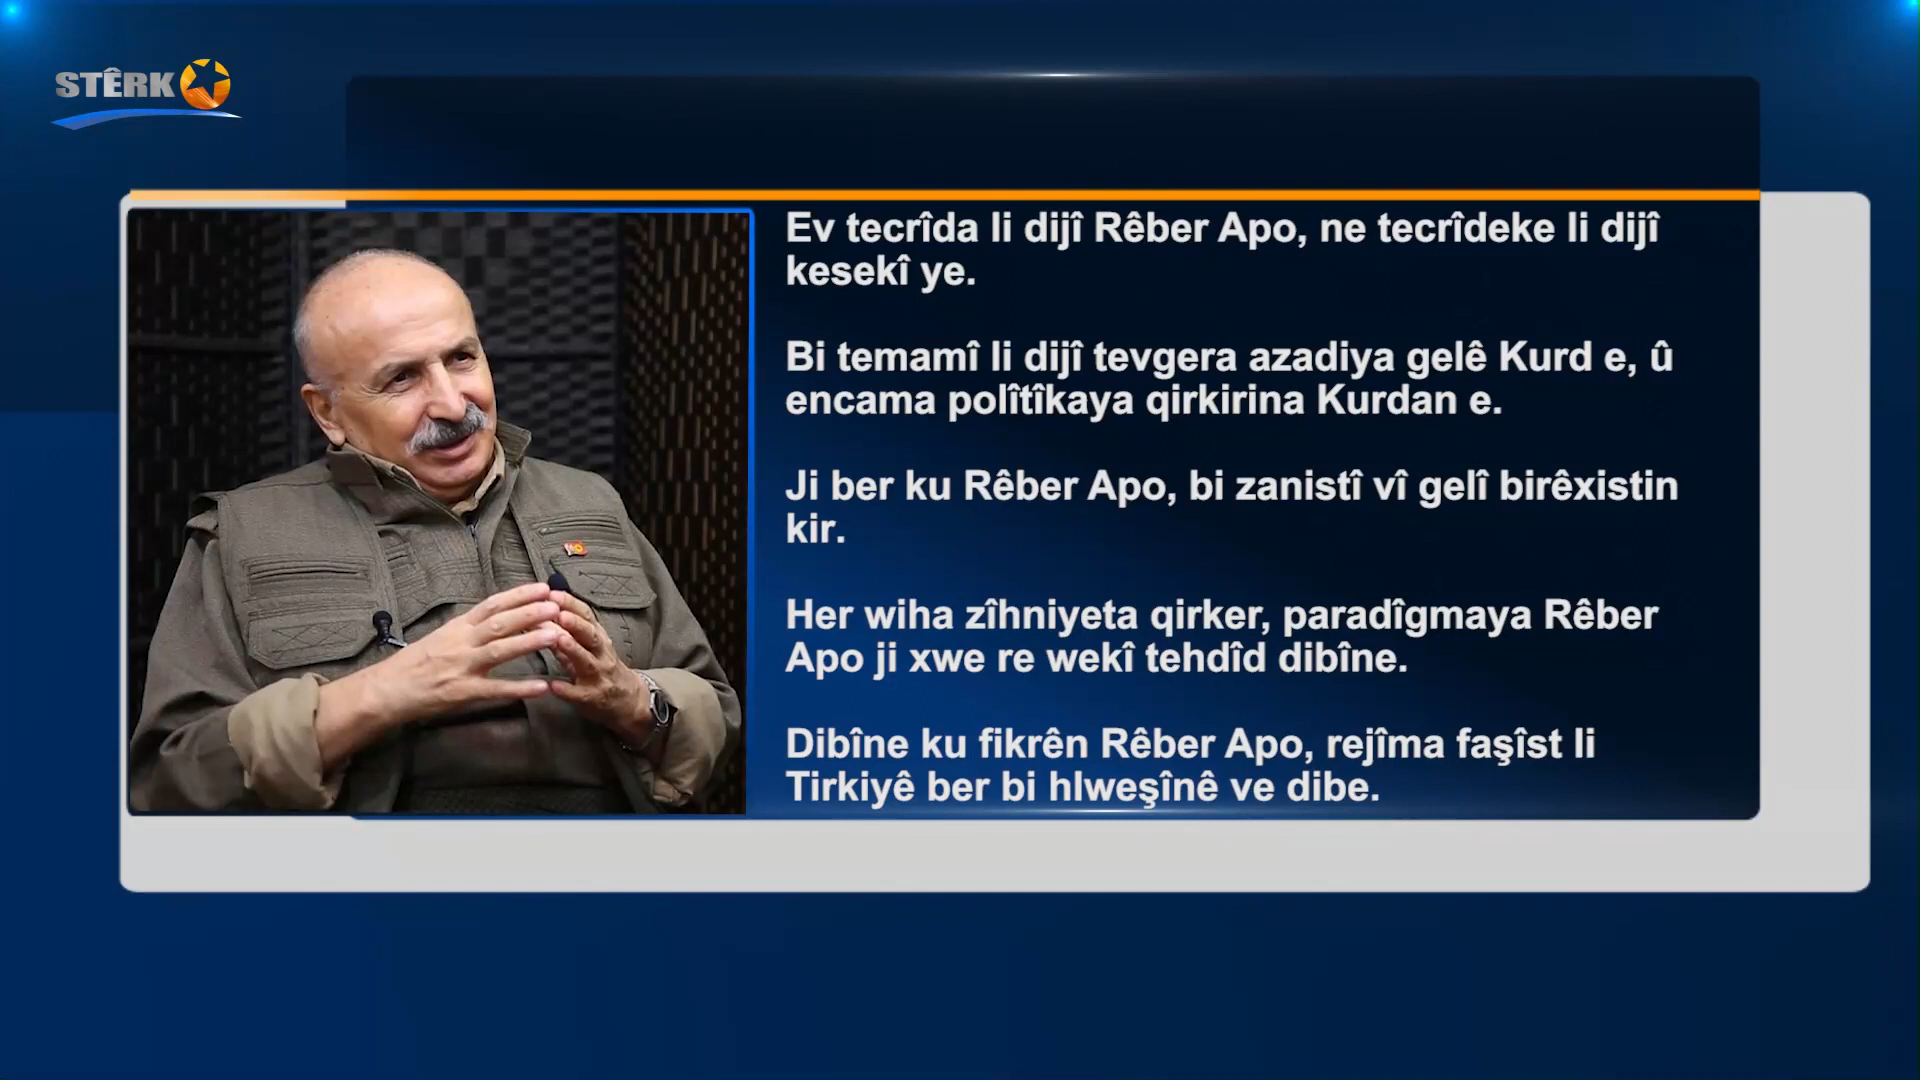 STÊRK
Ev tecrîda li dijî Rêber Apo, ne tecrîdeke li dijî
kesekî ye.
Bi temamî li dijî tevgera azadiya gelê Kurd e, û
encama polîtîkaya qirkirina Kurdan e.
Ji ber ku Rêber Apo, bi zanistî vî gelî birêxistin
kir.
Her wiha zîhniyeta qirker, paradîgmaya Rêber
Apo ji xwe re wekî tehdîd dibîne.
Dibîne ku fikrên Rêber Apo, rejîma faşîst li
Tirkiyê ber bi hlweşînê ve dibe.